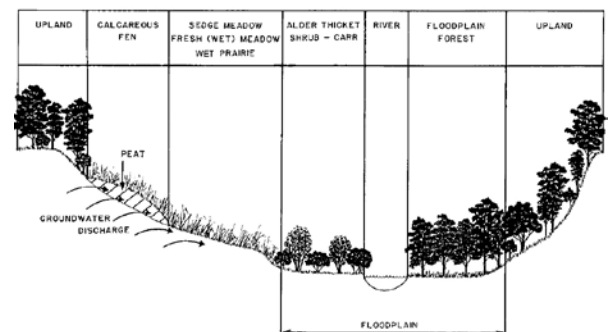 UPLAND
CALCAREOUS
FEN
SEDGE MEADOW
FRESH (WET) MEADOW
WET PRAIRIE
ALDER THICKET
SHRUB – CARR
RIVER
FLOODPLAIN
FOREST
UPLAND
PEAT
GROUNDWATER
DISCHARGE
FLOODPLAIN